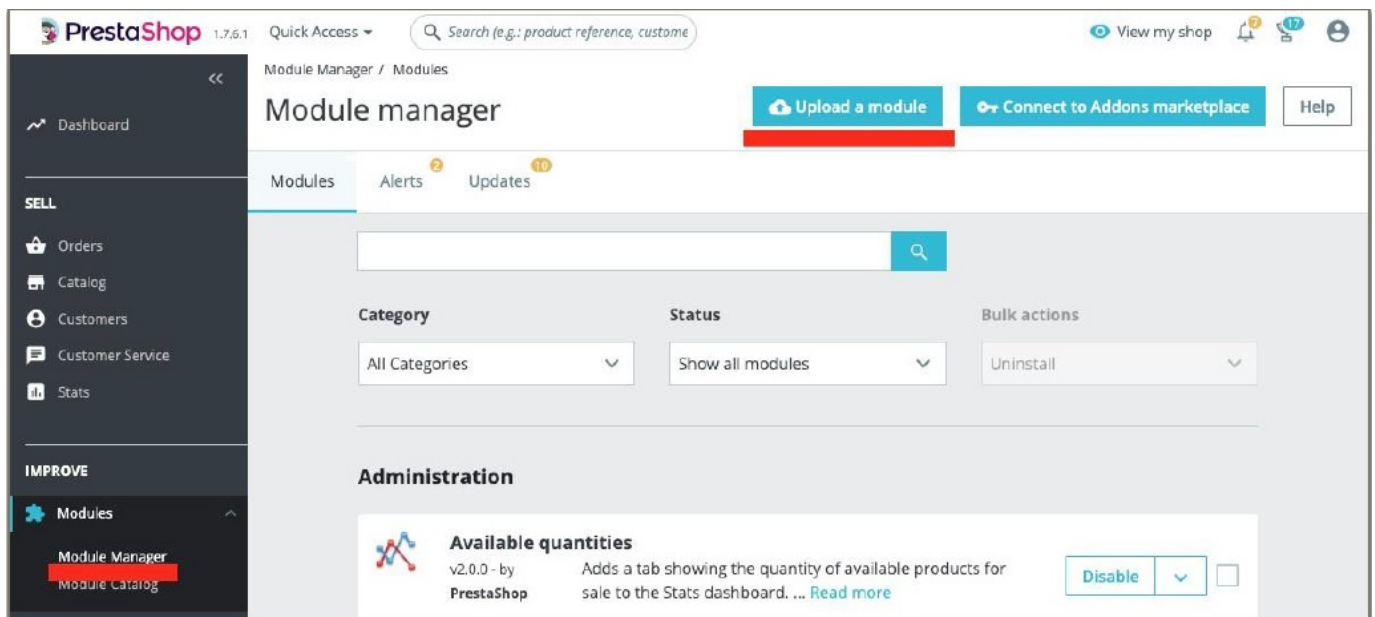 PrestaShop 1.7.6.1 Quick Access Search (e.g.: product reference, custome View my shop 7 17
Module Manager / Modules
Module manager Upload a module Connect to Addons marketplace Help
Dashboard
Modules Alerts 2 Updates 10
SELL
Orders
Catalog
Customers
Customer Service
Stats
Category Status Bulk actions
All Categories Show all modules Uninstall
IMPROVE
Modules
Module Manager
Module Catalog
Administration
Available quantities
v2.0.0 - by Adds a tab showing the quantity of available products for
PrestaShop sale to the Stats dashboard. ... Read more
Disable